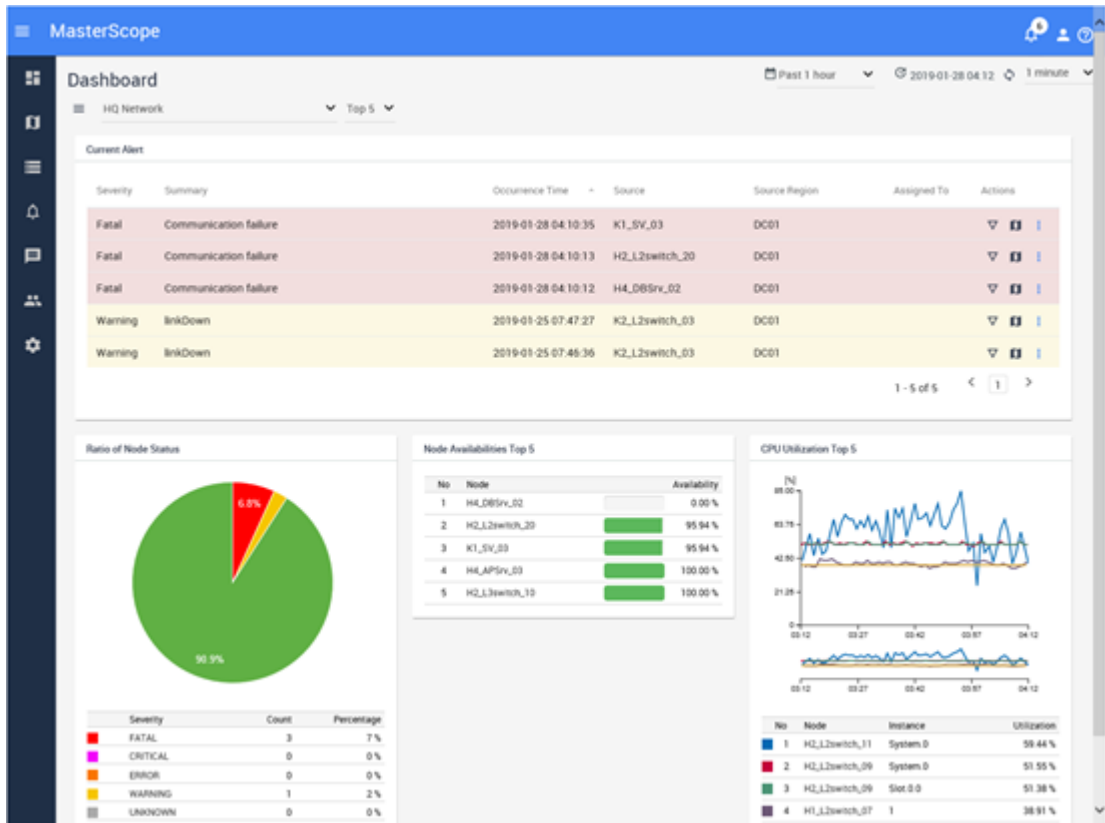 MasterScope
6
Dashboard
Past 1 hour
2019-01-28 04:12
1 minute
HQ Network
Top 5
Current Alert
Severity Summary Occurrence Time Source Source Region Assigned To Actions
Fatal Communication failure 2019-01-28 04:10:35 K1_SV_03 DC01
Fatal Communication failure 2019-01-28 04:10:13 H2_L2switch_20 DC01
Fatal Communication failure 2019-01-28 04:10:12 H4_DBSrv_02 DC01
Warning linkDown 2019-01-25 07:47:27 K2_L2switch_03 DC01
Warning linkDown 2019-01-25 07:46:36 K2_L2switch_03 DC01
1 - 5 of 5 < 1 >
Ratio of Node Status
6.8%
90.9%
Severity Count Percentage
FATAL 3 7 %
CRITICAL 0 0 %
ERROR 0 0 %
WARNING 1 2 %
UNKNOWN 0 0 %
Node Availabilities Top 5
No Node Availability
1 H4_DBSrv_02 0.00 %
2 H2_L2switch_20 95.94 %
3 K1_SV_03 95.94 %
4 H4_APSrv_03 100.00 %
5 H2_L3switch_10 100.00 %
CPU Utilization Top 5
[%]
85.00
63.75
42.50
21.25
0
03:12 03:27 03:42 03:57 04:12
03:12 03:27 03:42 03:57 04:12
No Node Instance Utilization
1 H2_L2switch_11 System.0 59.44 %
2 H2_L2switch_09 System.0 51.55 %
3 H2_L2switch_09 Slot.0.0 51.38 %
4 H1_L2switch_07 1 38.91 %